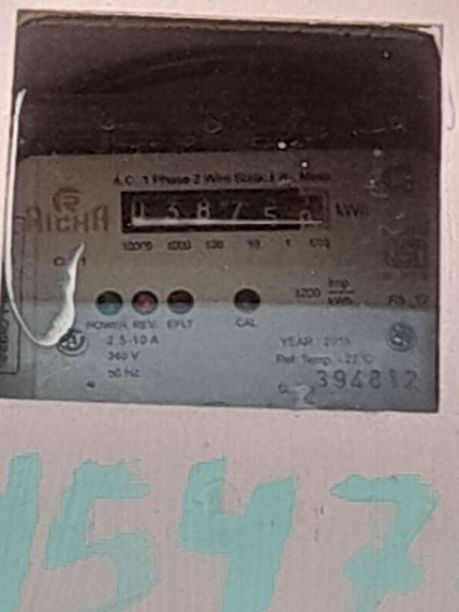 RICHA
A.C. 1 Phase 2 Wire Static kWh Meter
0 3 8 7 5
kWh
10000 1000 100 10 1 1/10
POWER REV. EFLT CAL
3200 imp/kWh
2.5-10 A
240 V
50 Hz
YEAR : 2015
Ref. Temp. - 27°C
394812
1547